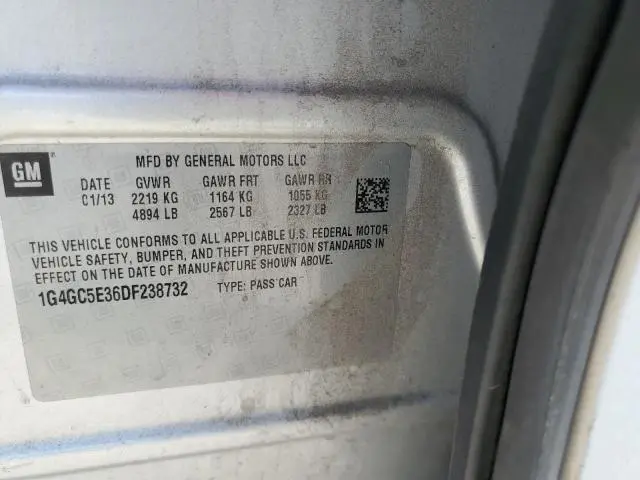 GM
MFD BY GENERAL MOTORS LLC
DATE GVWR GAWR FRT GAWR RR
01/13 2219 KG 1164 KG 1055 KG
4894 LB 2567 LB 2327 LB
THIS VEHICLE CONFORMS TO ALL APPLICABLE U.S. FEDERAL MOTOR
VEHICLE SAFETY, BUMPER, AND THEFT PREVENTION STANDARDS IN
EFFECT ON THE DATE OF MANUFACTURE SHOWN ABOVE.
1G4GC5E36DF238732 TYPE: PASS CAR